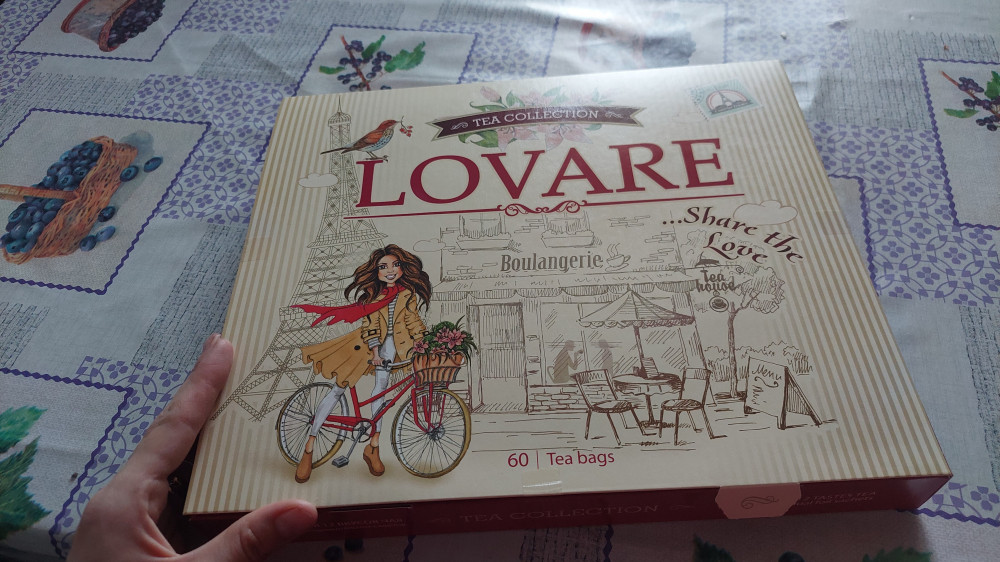 TEA COLLECTION
LOVARE
...Share the
Love
Boulangerie
Tea
house
Menu
60 | Tea bags
TEA COLLECTION